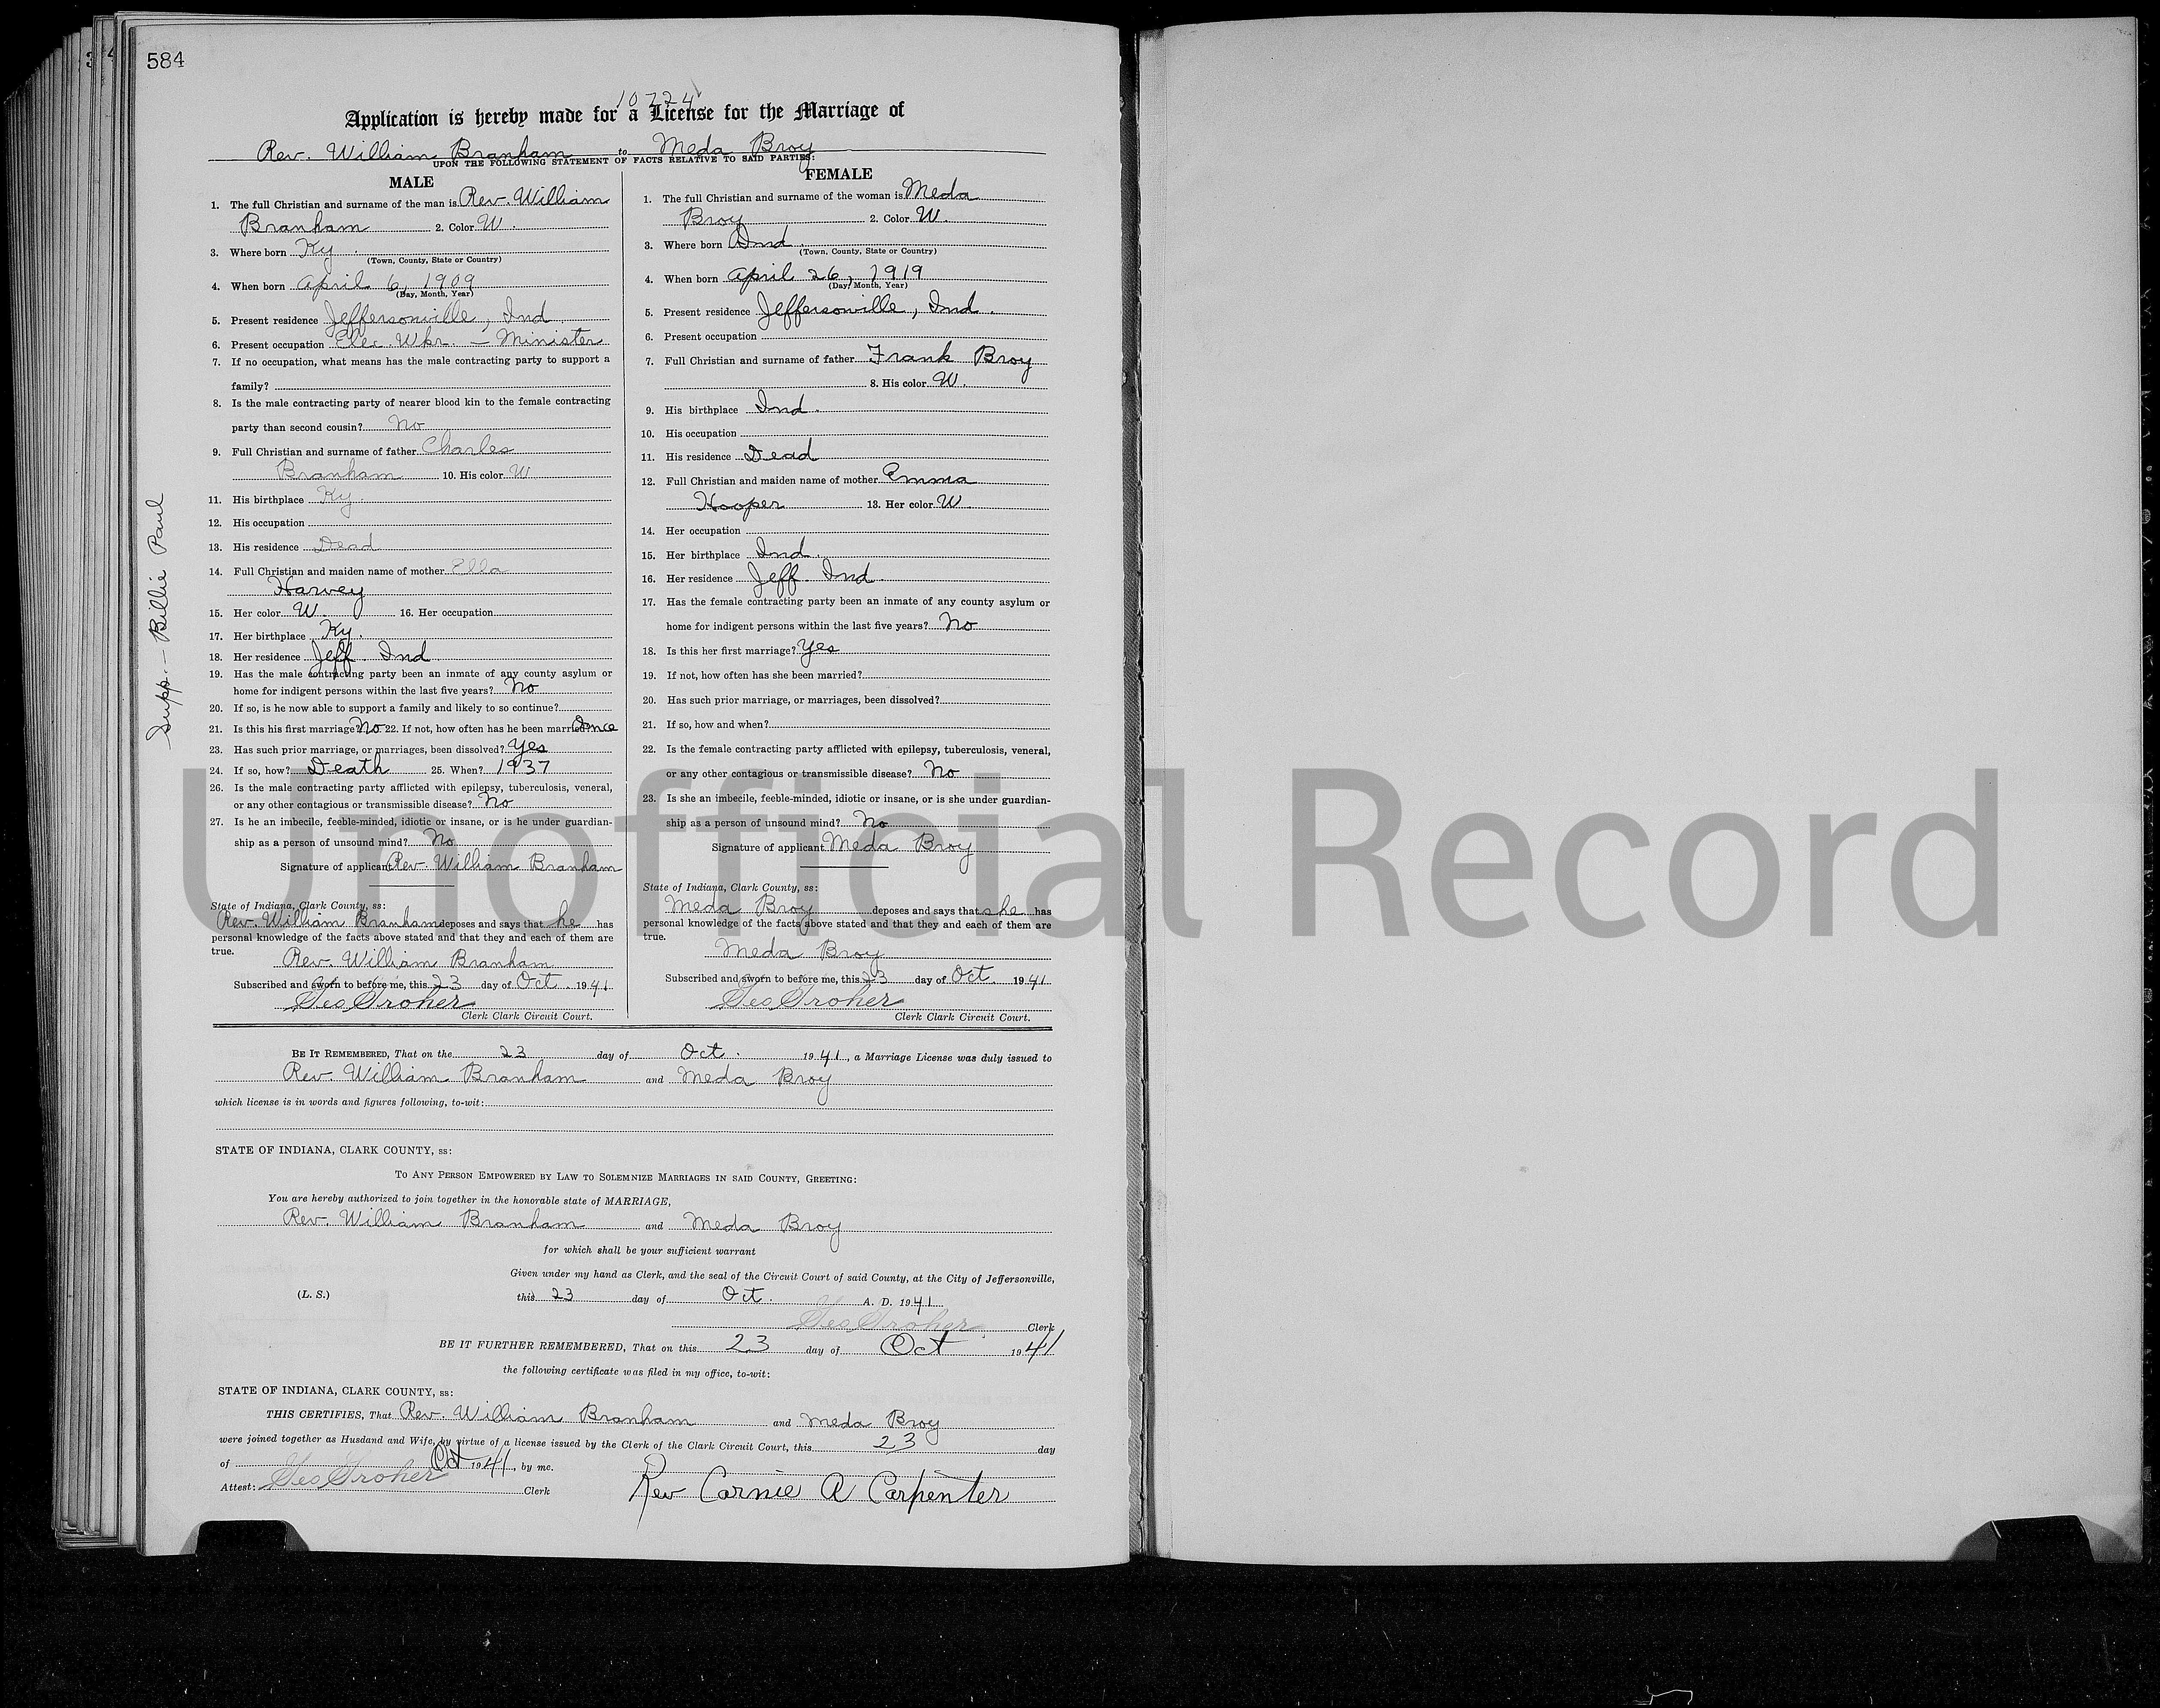 584
10724
Application is hereby made for a License for the Marriage of
Rev. William Branham to Meda Broy
UPON THE FOLLOWING STATEMENT OF FACTS RELATIVE TO SAID PARTIES:
MALE
1. The full Christian and surname of the man is Rev. William
Branham 2. Color W.
3. Where born Ky.
(Town, County, State or Country)
4. When born April 6, 1909
(Day, Month, Year)
5. Present residence Jeffersonville, Ind
6. Present occupation Elec. Wkr. — Minister
7. If no occupation, what means has the male contracting party to support a
family?
8. Is the male contracting party of nearer blood kin to the female contracting
party than second cousin? No
9. Full Christian and surname of father Charles
Branham 10. His color W
11. His birthplace Ky.
12. His occupation
13. His residence Dead
14. Full Christian and maiden name of mother Ella
Harvey
15. Her color W. 16. Her occupation
17. Her birthplace Ky.
18. Her residence Jeff. Ind
19. Has the male contracting party been an inmate of any county asylum or
home for indigent persons within the last five years? No
20. If so, is he now able to support a family and likely to so continue?
21. Is this his first marriage? No 22. If not, how often has he been married? Once
23. Has such prior marriage, or marriages, been dissolved? Yes
24. If so, how? Death 25. When? 1937
26. Is the male contracting party afflicted with epilepsy, tuberculosis, veneral,
or any other contagious or transmissible disease? No
27. Is he an imbecile, feeble-minded, idiotic or insane, or is he under guardian-
ship as a person of unsound mind? No
Signature of applicant Rev. William Branham
State of Indiana, Clark County, ss:
Rev. William Branham deposes and says that he has
personal knowledge of the facts above stated and that they and each of them are
true.
Rev. William Branham
Subscribed and sworn to before me, this 23 day of Oct. 1941
Geo Troher
Clerk Clark Circuit Court.
Supp. - Billie Paul
FEMALE
1. The full Christian and surname of the woman is Meda
Broy 2. Color W.
3. Where born Ind.
(Town, County, State or Country)
4. When born April 26, 1919
(Day, Month, Year)
5. Present residence Jeffersonville, Ind.
6. Present occupation
7. Full Christian and surname of father Frank Broy
8. His color W.
9. His birthplace Ind.
10. His occupation
11. His residence Dead
12. Full Christian and maiden name of mother Emma
Hooper 13. Her color W.
14. Her occupation
15. Her birthplace Ind.
16. Her residence Jeff. Ind.
17. Has the female contracting party been an inmate of any county asylum or
home for indigent persons within the last five years? No
18. Is this her first marriage? Yes
19. If not, how often has she been married?
20. Has such prior marriage, or marriages, been dissolved?
21. If so, how and when?
22. Is the female contracting party afflicted with epilepsy, tuberculosis, veneral,
or any other contagious or transmissible disease? No
23. Is she an imbecile, feeble-minded, idiotic or insane, or is she under guardian-
ship as a person of unsound mind? No
Signature of applicant Meda Broy
State of Indiana, Clark County, ss:
Meda Broy deposes and says that she has
personal knowledge of the facts above stated and that they and each of them are
true.
Meda Broy
Subscribed and sworn to before me, this 23 day of Oct. 1941
Geo Troher
Clerk Clark Circuit Court.
BE IT REMEMBERED, That on the 23 day of Oct. 1941, a Marriage License was duly issued to
Rev. William Branham and Meda Broy
which license is in words and figures following, to-wit:
STATE OF INDIANA, CLARK COUNTY, ss:
TO ANY PERSON EMPOWERED BY LAW TO SOLEMNIZE MARRIAGES IN SAID COUNTY, GREETING:
You are hereby authorized to join together in the honorable state of MARRIAGE,
Rev. William Branham and Meda Broy
for which shall be your sufficient warrant
Given under my hand as Clerk, and the seal of the Circuit Court of said County, at the City of Jeffersonville,
(L. S.) this 23 day of Oct. A. D. 1941
Geo Troher Clerk
BE IT FURTHER REMEMBERED, That on this 23 day of Oct 1941
the following certificate was filed in my office, to-wit:
STATE OF INDIANA, CLARK COUNTY, ss:
THIS CERTIFIES, That Rev. William Branham and Meda Broy
were joined together as Husdand and Wife, by virtue of a license issued by the Clerk of the Clark Circuit Court, this 23 day
of Oct 1941, by me.
Attest: Geo Troher Clerk
Rev Carnie A Carpenter
Unofficial Record